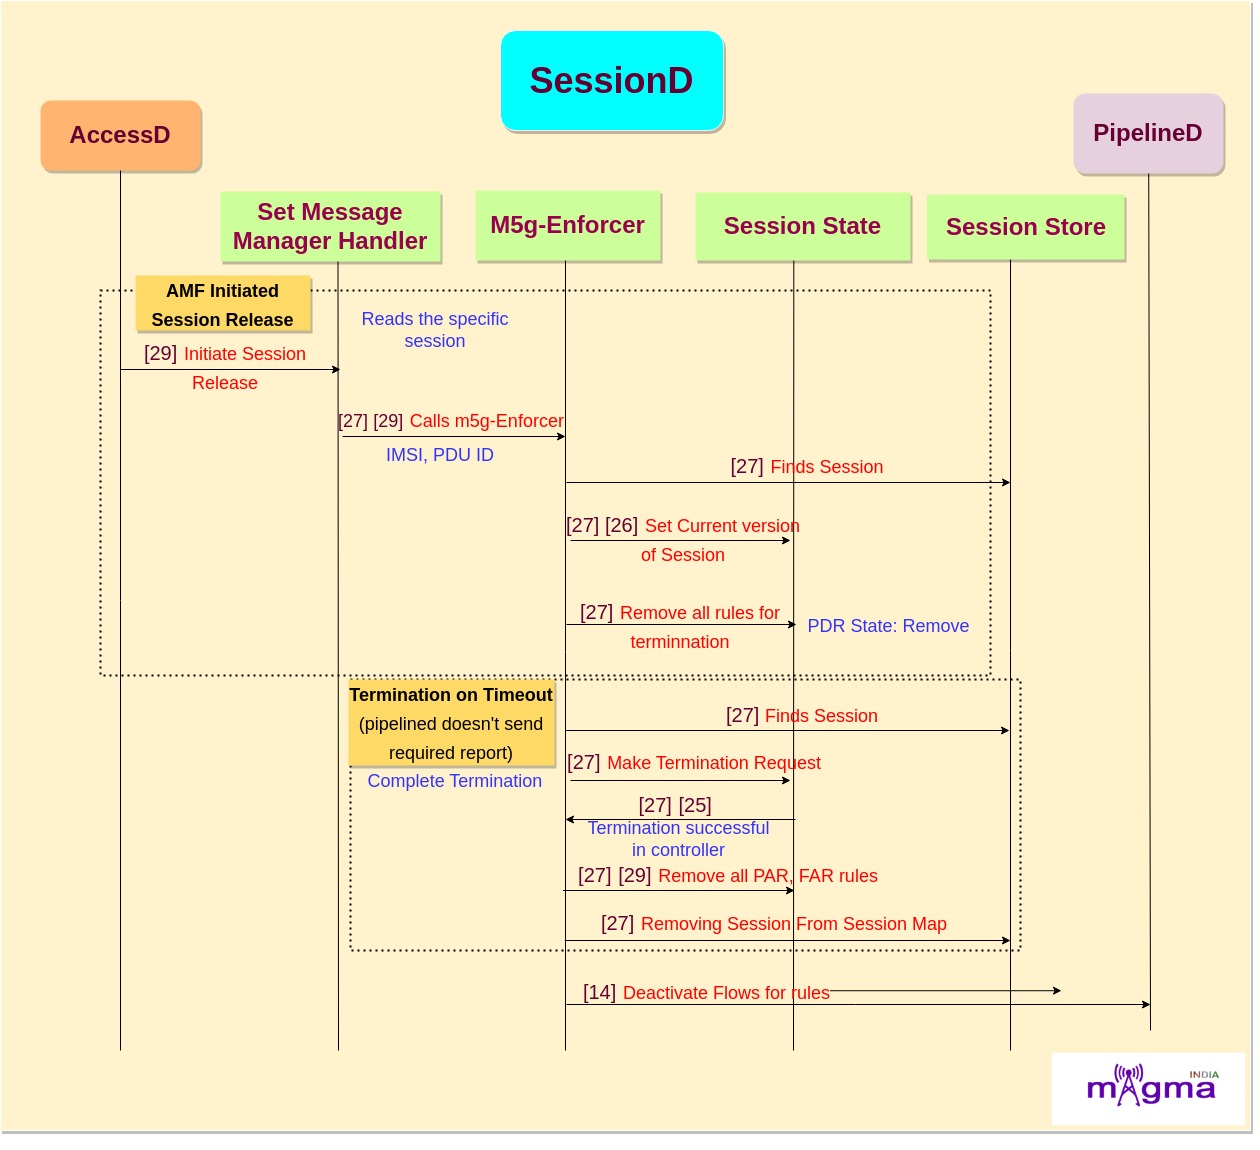 SessionD
AccessD
PipelineD
Set Message
Manager Handler
M5g-Enforcer
Session State
Session Store
AMF Initiated
Session Release
Reads the specific
session
[29] Initiate Session
Release
[27] [29] Calls m5g-Enforcer
IMSI, PDU ID
[27] Finds Session
[27] [26] Set Current version
of Session
[27] Remove all rules for
terminnation
PDR State: Remove
Termination on Timeout
(pipelined doesn't send
required report)
Complete Termination
[27] Finds Session
[27] Make Termination Request
[27] [25]
Termination successful
in controller
[27] [29] Remove all PAR, FAR rules
[27] Removing Session From Session Map
[14] Deactivate Flows for rules
INDIA
magma